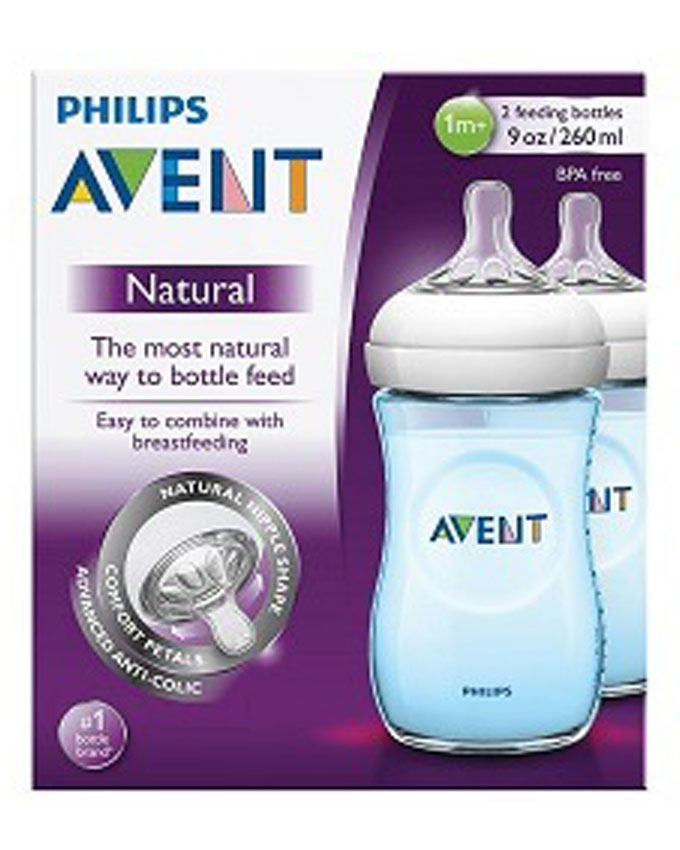 PHILIPS
AVENT
Natural
The most natural
way to bottle feed
Easy to combine with
breastfeeding
NATURAL NIPPLE SHAPE
COMFORT PETALS
ADVANCED ANTI-COLIC
#1
bottle
brand*
1m+
2 feeding bottles
9 oz / 260 ml
BPA free
AVENT
PHILIPS
NT